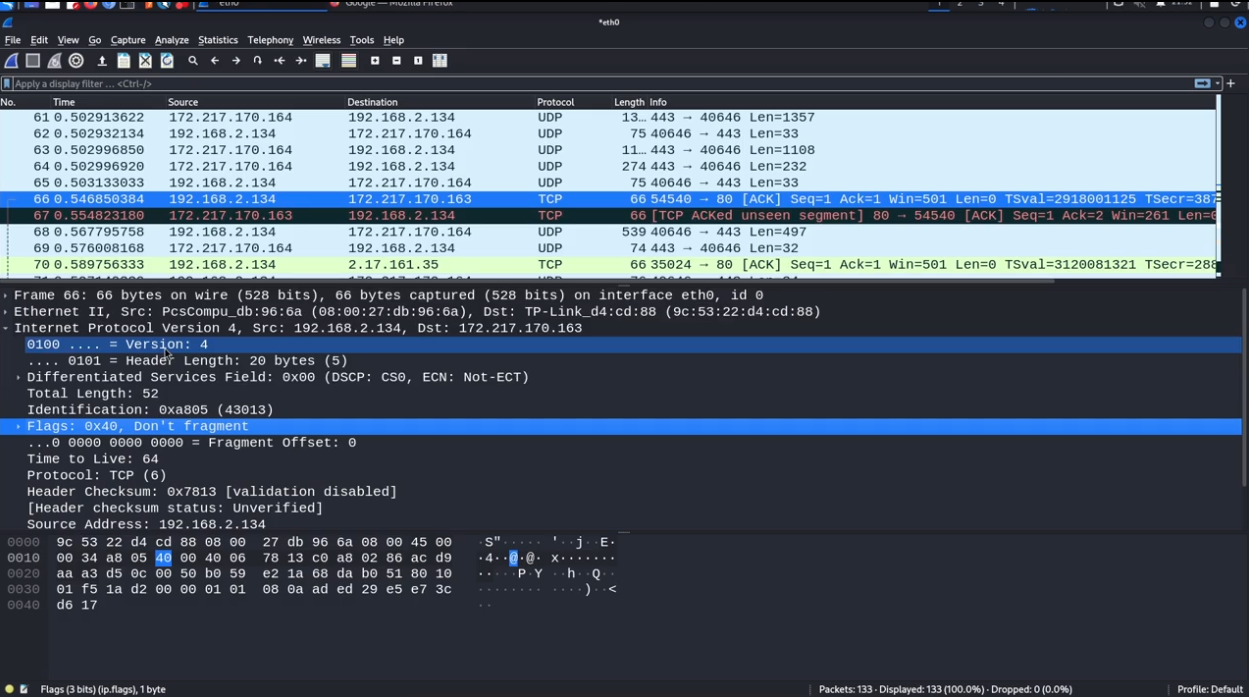 eth0
Google — Mozilla Firefox
1 2 3 4
*eth0
File Edit View Go Capture Analyze Statistics Telephony Wireless Tools Help
Apply a display filter ... <Ctrl-/>
No. Time Source Destination Protocol Length Info
61 0.502913622 172.217.170.164 192.168.2.134 UDP 13… 443 → 40646 Len=1357
62 0.502932134 192.168.2.134 172.217.170.164 UDP 75 40646 → 443 Len=33
63 0.502996850 172.217.170.164 192.168.2.134 UDP 11… 443 → 40646 Len=1108
64 0.502996920 172.217.170.164 192.168.2.134 UDP 274 443 → 40646 Len=232
65 0.503133033 192.168.2.134 172.217.170.164 UDP 75 40646 → 443 Len=33
66 0.546850384 192.168.2.134 172.217.170.163 TCP 66 54540 → 80 [ACK] Seq=1 Ack=1 Win=501 Len=0 TSval=2918001125 TSecr=387
67 0.554823180 172.217.170.163 192.168.2.134 TCP 66 [TCP ACKed unseen segment] 80 → 54540 [ACK] Seq=1 Ack=2 Win=261 Len=0
68 0.567795758 192.168.2.134 172.217.170.164 UDP 539 40646 → 443 Len=497
69 0.576008168 172.217.170.164 192.168.2.134 UDP 74 443 → 40646 Len=32
70 0.589756333 192.168.2.134 2.17.161.35 TCP 66 35024 → 80 [ACK] Seq=1 Ack=1 Win=501 Len=0 TSval=3120081321 TSecr=288
Frame 66: 66 bytes on wire (528 bits), 66 bytes captured (528 bits) on interface eth0, id 0
Ethernet II, Src: PcsCompu_db:96:6a (08:00:27:db:96:6a), Dst: TP-Link_d4:cd:88 (9c:53:22:d4:cd:88)
Internet Protocol Version 4, Src: 192.168.2.134, Dst: 172.217.170.163
0100 .... = Version: 4
.... 0101 = Header Length: 20 bytes (5)
Differentiated Services Field: 0x00 (DSCP: CS0, ECN: Not-ECT)
Total Length: 52
Identification: 0xa805 (43013)
Flags: 0x40, Don't fragment
...0 0000 0000 0000 = Fragment Offset: 0
Time to Live: 64
Protocol: TCP (6)
Header Checksum: 0x7813 [validation disabled]
[Header checksum status: Unverified]
Source Address: 192.168.2.134
0000 9c 53 22 d4 cd 88 08 00 27 db 96 6a 08 00 45 00 ·S"····· '··j··E·
0010 00 34 a8 05 40 00 40 06 78 13 c0 a8 02 86 ac d9 ·4··@·@· x·······
0020 aa a3 d5 0c 00 50 b0 59 e2 1a 68 da b0 51 80 10 ·····P·Y ··h··Q··
0030 01 f5 1a d2 00 00 01 01 08 0a ad ed 29 e5 e7 3c ········ ····)··<
0040 d6 17 ··
Flags (3 bits) (ip.flags), 1 byte
Packets: 133 · Displayed: 133 (100.0%) · Dropped: 0 (0.0%)
Profile: Default